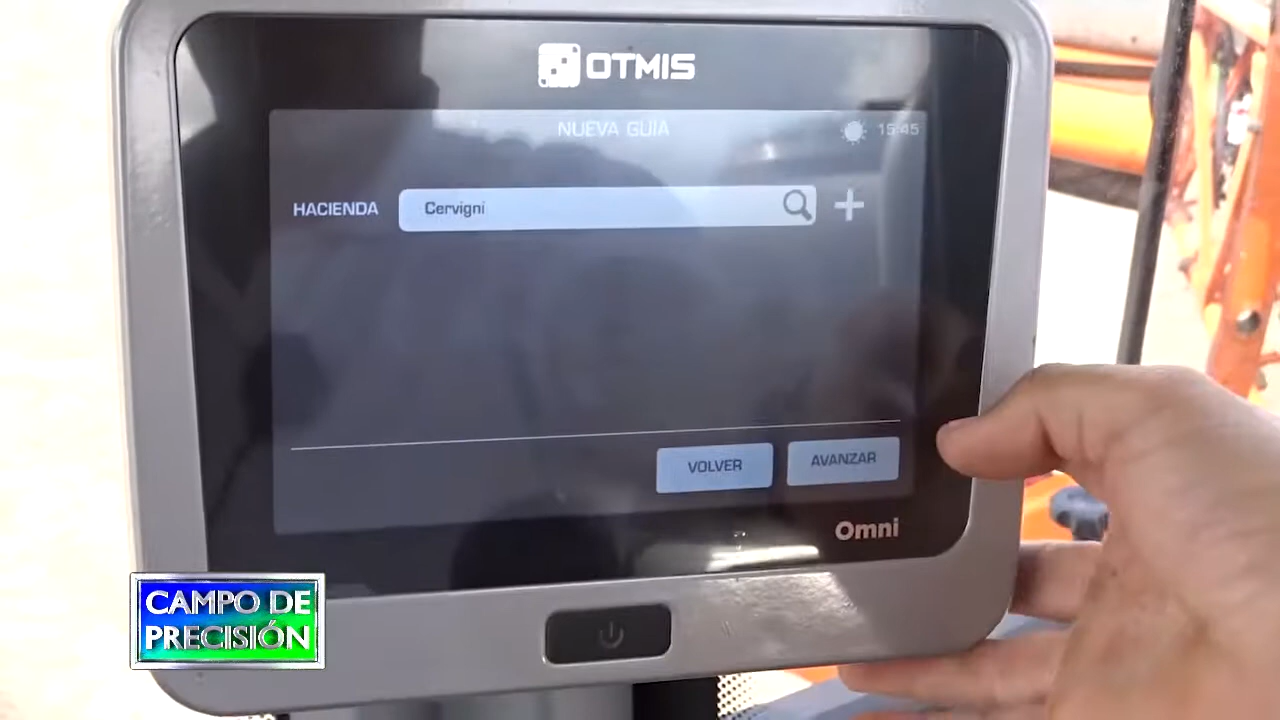 OTMIS
NUEVA GUIA
15:45
HACIENDA
Cervigni
VOLVER
AVANZAR
Omni
CAMPO DE
PRECISIÓN